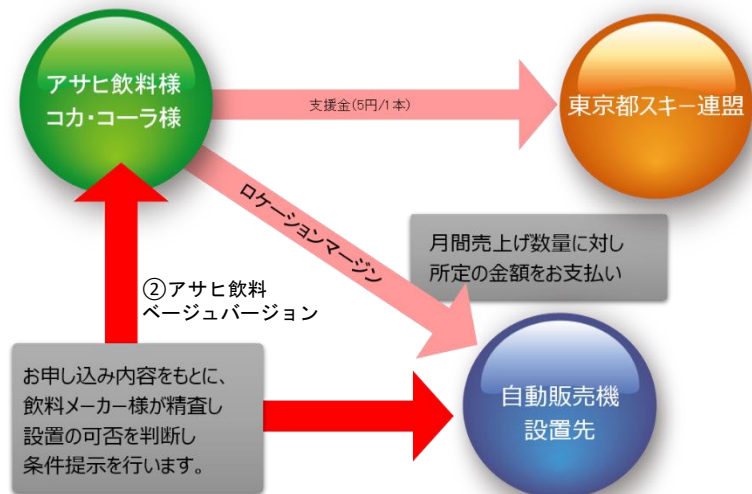 アサヒ飲料様
コカ・コーラ様
支援金(5円/1本)
東京都スキー連盟
ロケーションマージン
月間売上げ数量に対し
所定の金額をお支払い
②アサヒ飲料
ベージュバージョン
お申し込み内容をもとに、
飲料メーカー様が精査し
設置の可否を判断し
条件提示を行います。
自動販売機
設置先